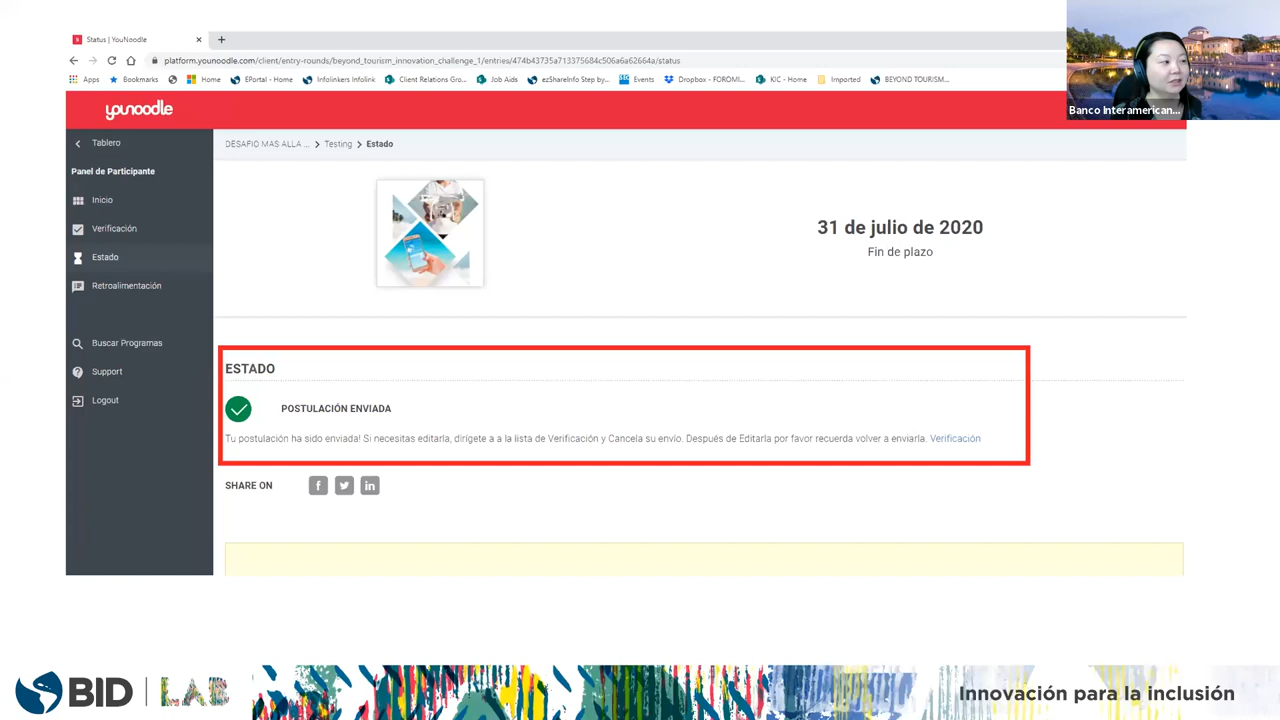 Status | YouNoodle
platform.younoodle.com/client/entry-rounds/beyond_tourism_innovation_challenge_1/entries/474b43735a7137568​4c506a6a62664a/status
Apps Bookmarks Home EPortal - Home Infolinkers Infolink Client Relations Gro... Job Aids ezShareInfo Step by... Events Dropbox - FOROMI... KIC - Home Imported BEYOND TOURISM...
Banco Interamerican...
younoodle
Tablero
DESAFIO MAS ALLA ... > Testing > Estado
Panel de Participante
Inicio
Verificación
Estado
Retroalimentación
Buscar Programas
Support
Logout
31 de julio de 2020
Fin de plazo
ESTADO
POSTULACIÓN ENVIADA
Tu postulación ha sido enviada! Si necesitas editarla, dirígete a a la lista de Verificación y Cancela su envío. Después de Editarla por favor recuerda volver a enviarla. Verificación
SHARE ON
BID | LAB
Innovación para la inclusión